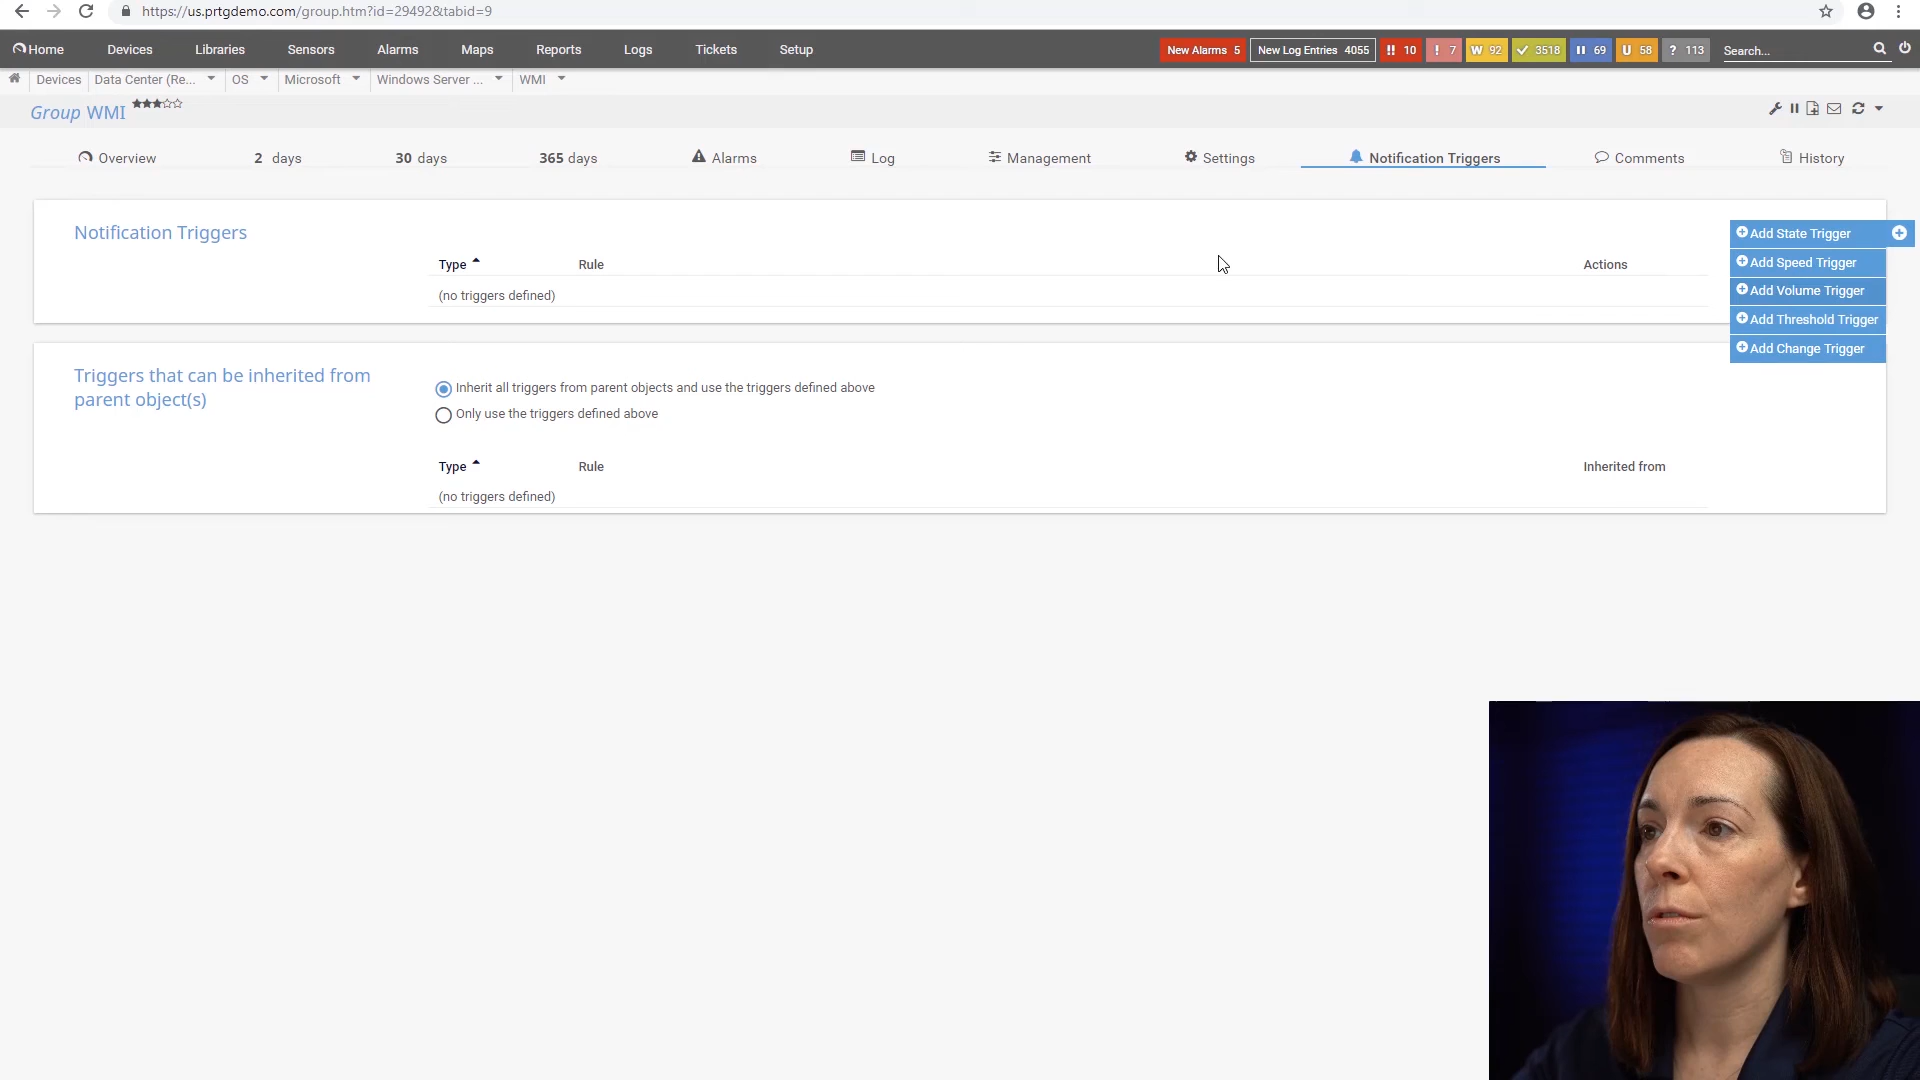 https://us.prtgdemo.com/group.htm?id=29492&tabid=9
Home Devices Libraries Sensors Alarms Maps Reports Logs Tickets Setup New Alarms 5 New Log Entries 4055 !! 10 ! 7 W 92 3518 69 U 58 ? 113 Search...
Devices Data Center (Re... OS Microsoft Windows Server ... WMI
Group WMI
Overview 2 days 30 days 365 days Alarms Log Management Settings Notification Triggers Comments History
Notification Triggers
Type Rule Actions
(no triggers defined)
Add State Trigger
Add Speed Trigger
Add Volume Trigger
Add Threshold Trigger
Add Change Trigger
Triggers that can be inherited from
parent object(s)
Inherit all triggers from parent objects and use the triggers defined above
Only use the triggers defined above
Type Rule Inherited from
(no triggers defined)